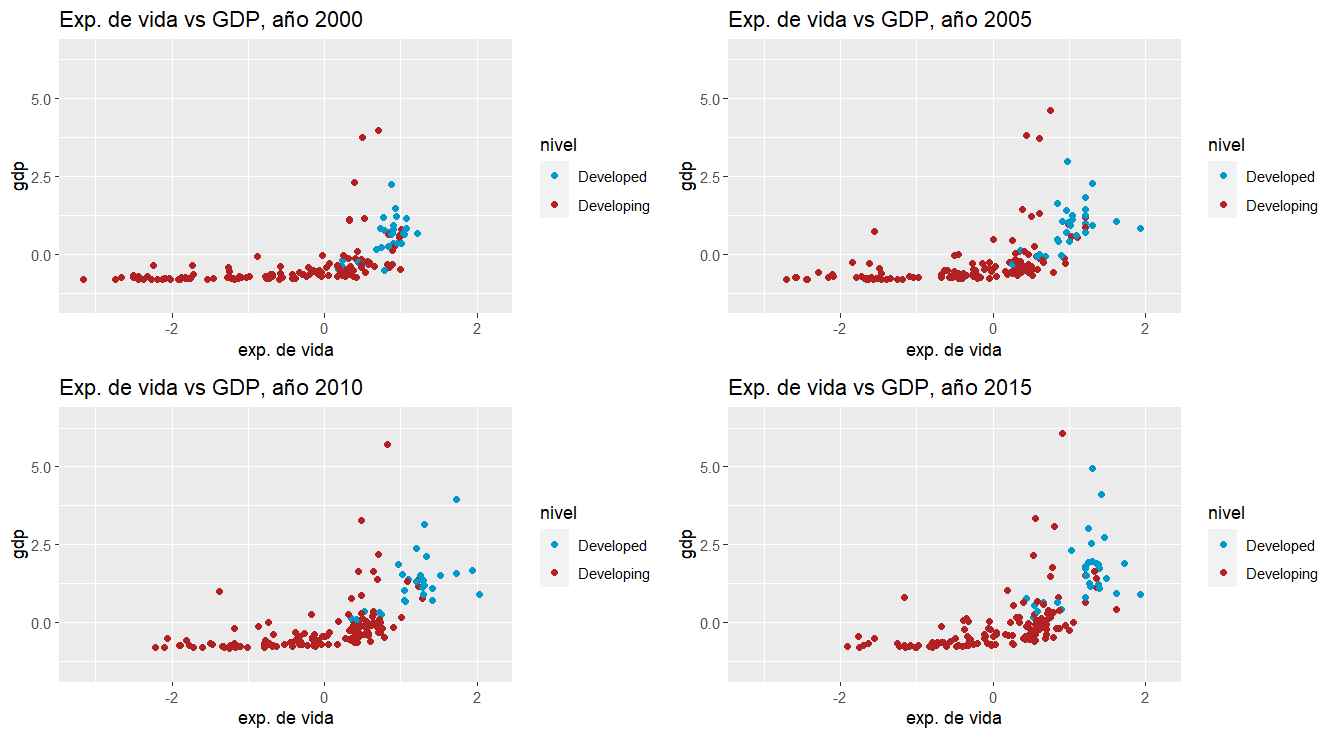 Exp. de vida vs GDP, año 2000
5.0
2.5
0.0
gdp
-2 0 2
exp. de vida
nivel
Developed
Developing
Exp. de vida vs GDP, año 2005
5.0
2.5
0.0
gdp
-2 0 2
exp. de vida
nivel
Developed
Developing
Exp. de vida vs GDP, año 2010
5.0
2.5
0.0
gdp
-2 0 2
exp. de vida
nivel
Developed
Developing
Exp. de vida vs GDP, año 2015
5.0
2.5
0.0
gdp
-2 0 2
exp. de vida
nivel
Developed
Developing